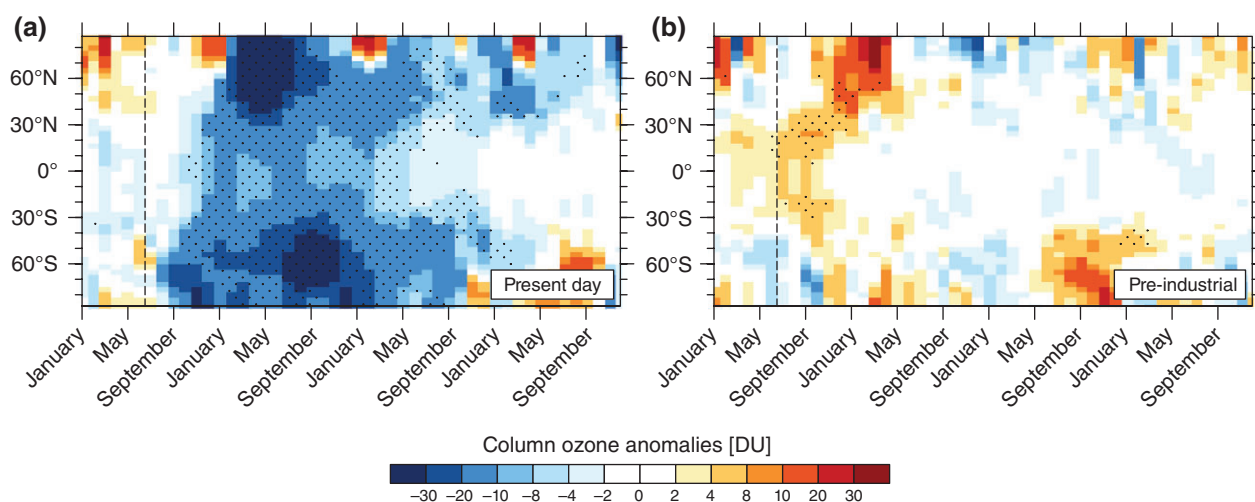 (a)
(b)
60°N
30°N
0°
30°S
60°S
Present day
January
May
September
January
May
September
January
May
September
January
May
September
60°N
30°N
0°
30°S
60°S
Pre-industrial
January
May
September
January
May
September
January
May
September
January
May
September
Column ozone anomalies [DU]
−30 −20 −10 −8 −4 −2 0 2 4 8 10 20 30